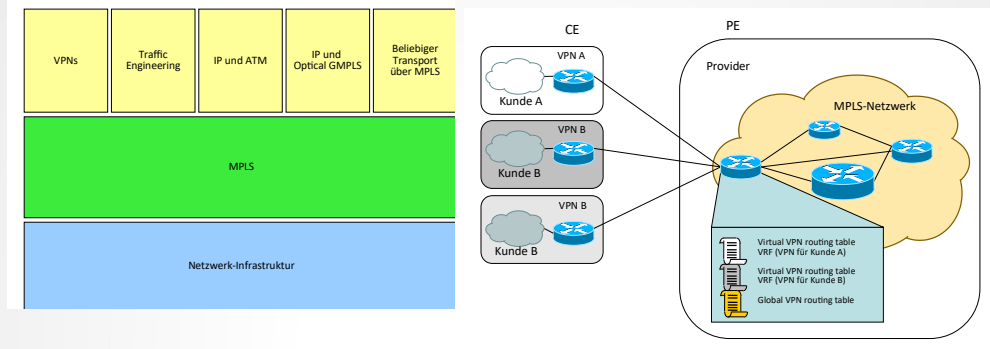 VPNs
Traffic
Engineering
IP und ATM
IP und
Optical GMPLS
Beliebiger
Transport
über MPLS
MPLS
Netzwerk-Infrastruktur
CE
PE
VPN A
Kunde A
VPN B
Kunde B
VPN B
Kunde B
Provider
MPLS-Netzwerk
Virtual VPN routing table
VRF (VPN für Kunde A)
Virtual VPN routing table
VRF (VPN für Kunde B)
Global VPN routing table